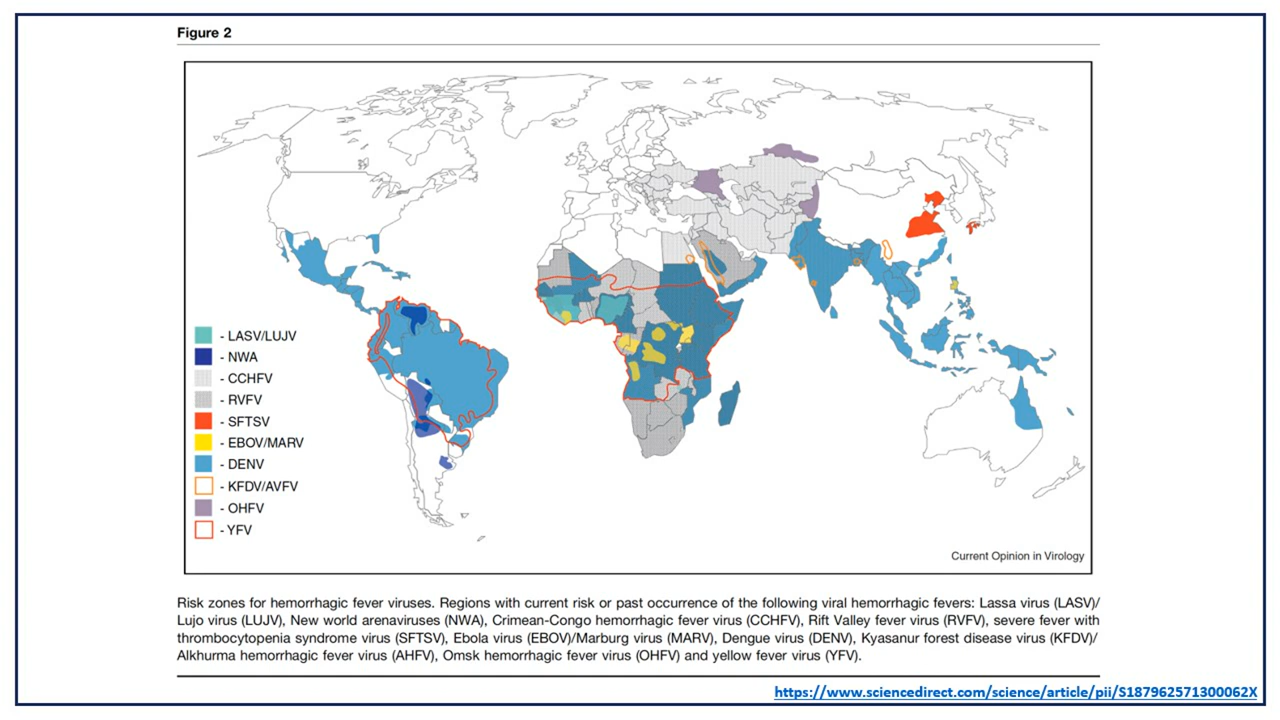 Figure 2
- LASV/LUJV
- NWA
- CCHFV
- RVFV
- SFTSV
- EBOV/MARV
- DENV
- KFDV/AVFV
- OHFV
- YFV
Current Opinion in Virology
Risk zones for hemorrhagic fever viruses. Regions with current risk or past occurrence of the following viral hemorrhagic fevers: Lassa virus (LASV)/
Lujo virus (LUJV), New world arenaviruses (NWA), Crimean-Congo hemorrhagic fever virus (CCHFV), Rift Valley fever virus (RVFV), severe fever with
thrombocytopenia syndrome virus (SFTSV), Ebola virus (EBOV)/Marburg virus (MARV), Dengue virus (DENV), Kyasanur forest disease virus (KFDV)/
Alkhurma hemorrhagic fever virus (AHFV), Omsk hemorrhagic fever virus (OHFV) and yellow fever virus (YFV).
https://www.sciencedirect.com/science/article/pii/S187962571300062X